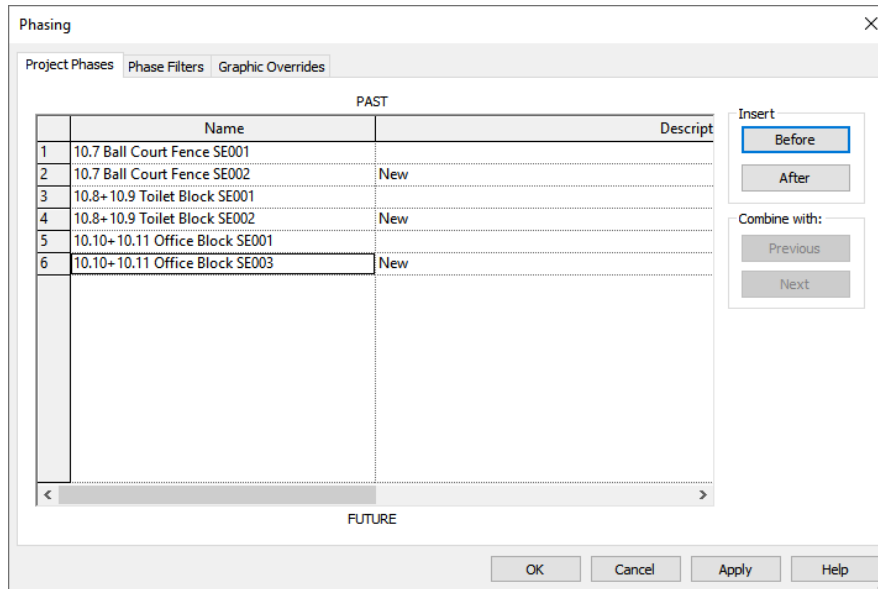 Phasing
Project Phases Phase Filters Graphic Overrides
PAST
Name Descript
1 10.7 Ball Court Fence SE001
2 10.7 Ball Court Fence SE002 New
3 10.8+10.9 Toilet Block SE001
4 10.8+10.9 Toilet Block SE002 New
5 10.10+10.11 Office Block SE001
6 10.10+10.11 Office Block SE003 New
FUTURE
Insert
Before
After
Combine with:
Previous
Next
OK Cancel Apply Help